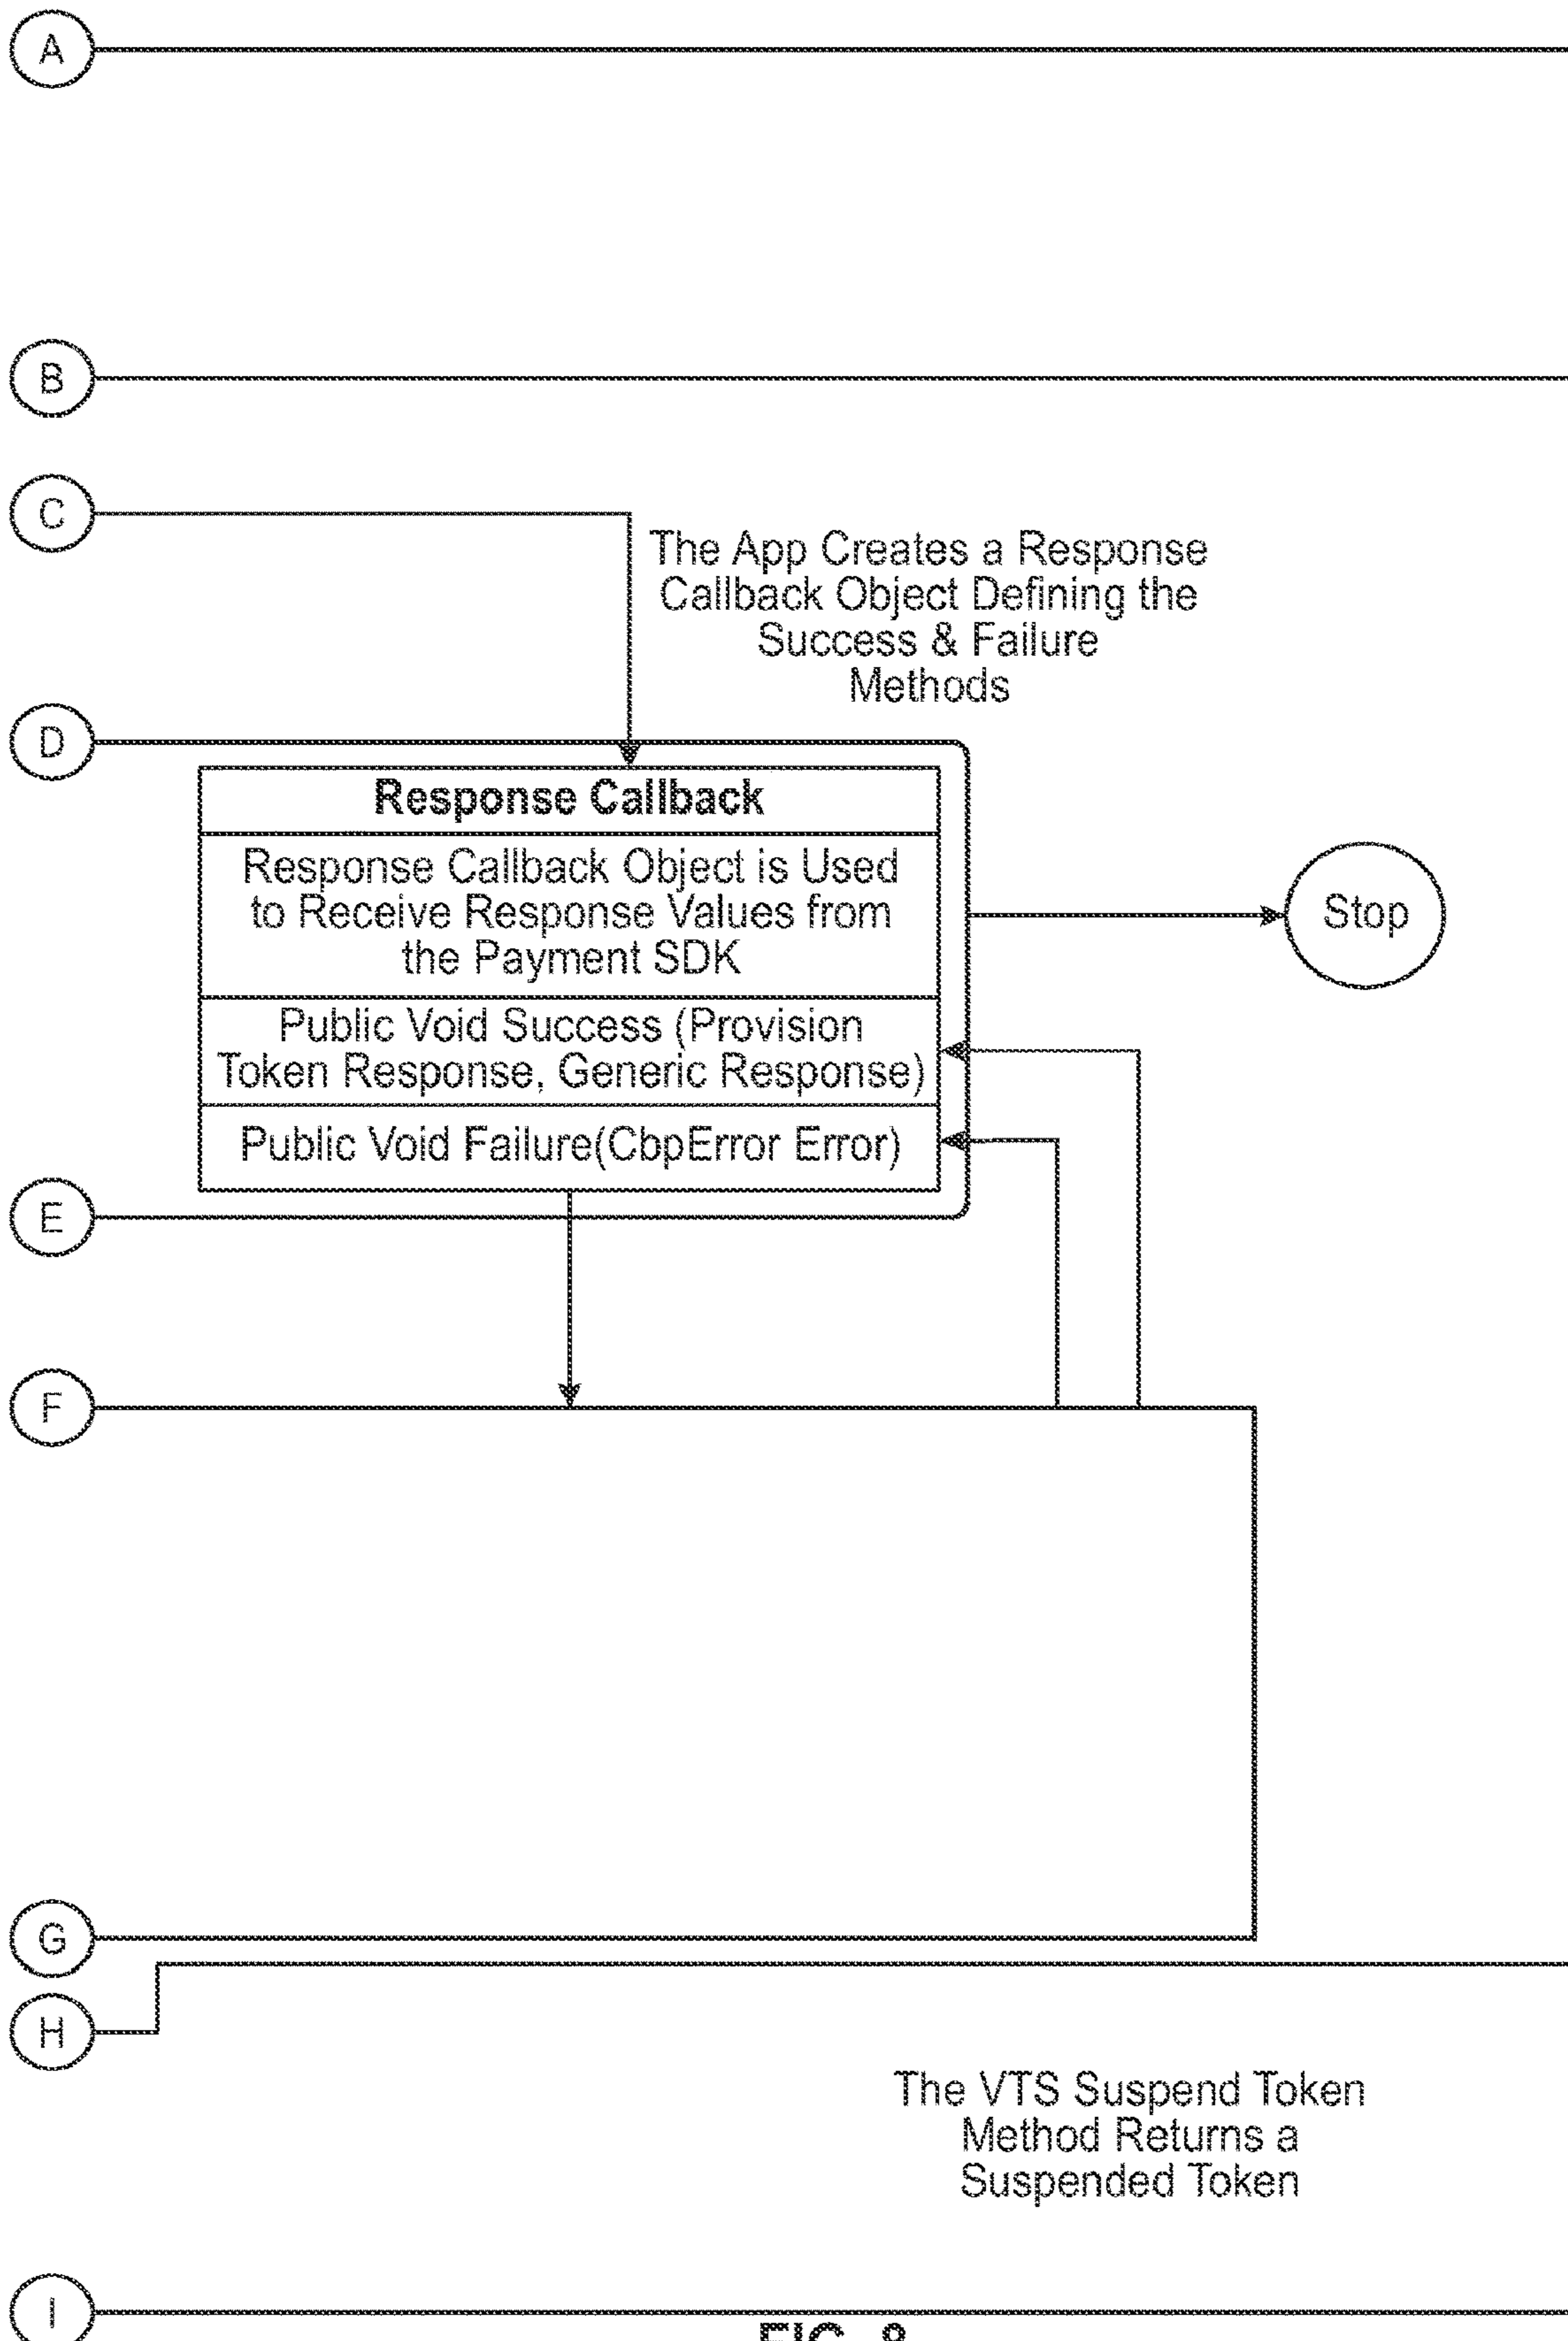 A
B
C
The App Creates a Response
Callback Object Defining the
Success & Failure
Methods
D
Response Callback
Response Callback Object is Used
to Receive Response Values from
the Payment SDK
Stop
Public Void Success (Provision
Token Response, Generic Response)
Public Void Failure(CbpError Error)
E
F
G
H
The VTS Suspend Token
Method Returns a
Suspended Token
I